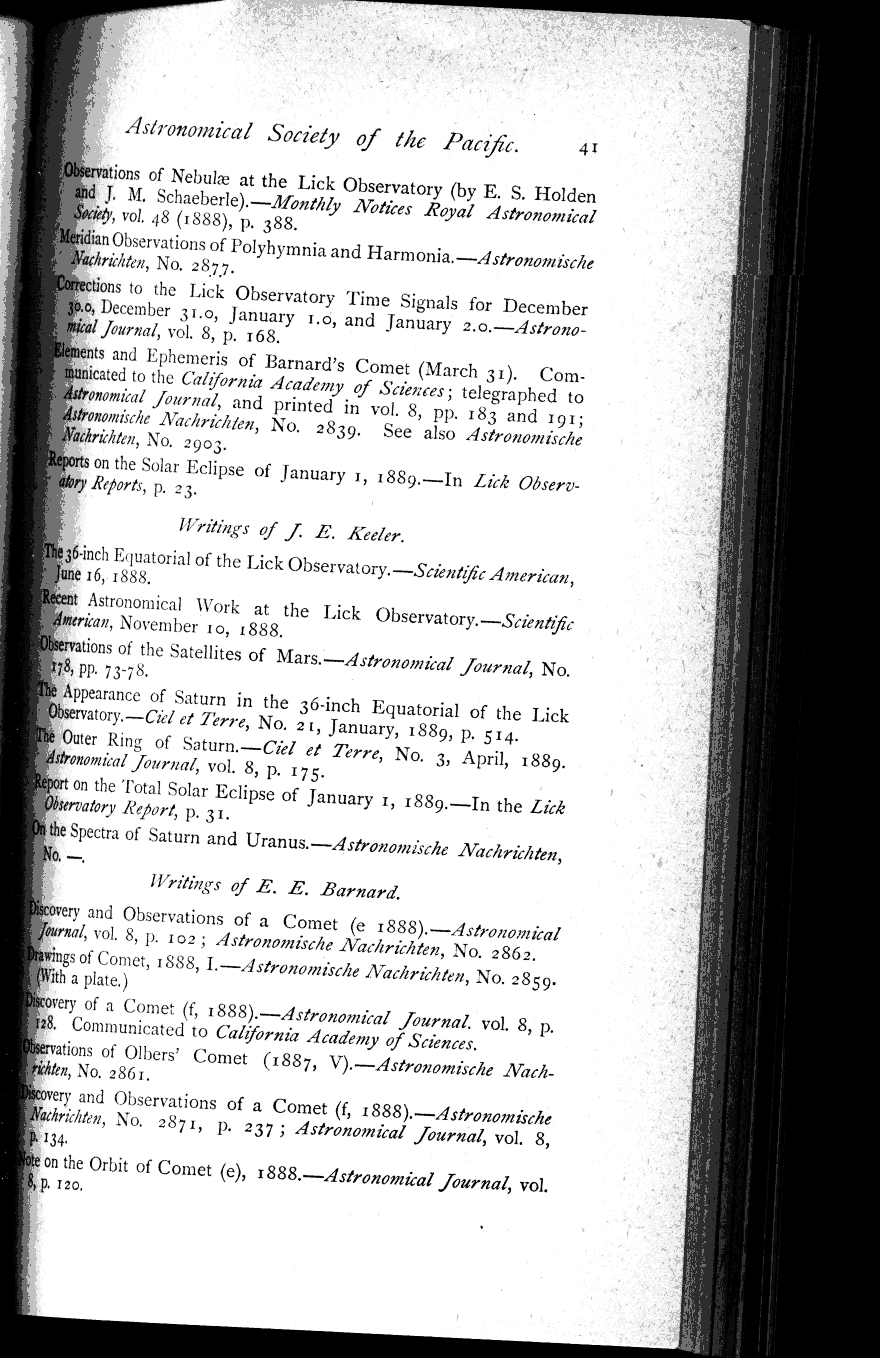 Astronomical Society of the Pacific. 41
Observations of Nebulæ at the Lick Observatory (by E. S. Holden
and J. M. Schaeberle).—Monthly Notices Royal Astronomical
Society, vol. 48 (1888), p. 388.
Meridian Observations of Polyhymnia and Harmonia.—Astronomische
Nachrichten, No. 2877.
Corrections to the Lick Observatory Time Signals for December
30.0, December 31.0, January 1.0, and January 2.0.—Astrono-
mical Journal, vol. 8, p. 168.
Elements and Ephemeris of Barnard's Comet (March 31). Com-
municated to the California Academy of Sciences; telegraphed to
Astronomical Journal, and printed in vol. 8, pp. 183 and 191;
Astronomische Nachrichten, No. 2839. See also Astronomische
Nachrichten, No. 2903.
Reports on the Solar Eclipse of January 1, 1889.—In Lick Observ-
atory Reports, p. 23.
Writings of J. E. Keeler.
The 36-inch Equatorial of the Lick Observatory.—Scientific American,
June 16, 1888.
Recent Astronomical Work at the Lick Observatory.—Scientific
American, November 10, 1888.
Observations of the Satellites of Mars.—Astronomical Journal, No.
178, pp. 73-78.
The Appearance of Saturn in the 36-inch Equatorial of the Lick
Observatory.—Ciel et Terre, No. 21, January, 1889, p. 514.
The Outer Ring of Saturn.—Ciel et Terre, No. 3, April, 1889.
Astronomical Journal, vol. 8, p. 175.
Report on the Total Solar Eclipse of January 1, 1889.—In the Lick
Observatory Report, p. 31.
On the Spectra of Saturn and Uranus.—Astronomische Nachrichten,
No. —.
Writings of E. E. Barnard.
Discovery and Observations of a Comet (e 1888).—Astronomical
Journal, vol. 8, p. 102; Astronomische Nachrichten, No. 2862.
Drawings of Comet, 1888, I.—Astronomische Nachrichten, No. 2859.
(With a plate.)
Discovery of a Comet (f, 1888).—Astronomical Journal. vol. 8, p.
128. Communicated to California Academy of Sciences.
Observations of Olbers' Comet (1887, V).—Astronomische Nach-
richten, No. 2861.
Discovery and Observations of a Comet (f, 1888).—Astronomische
Nachrichten, No. 2871, p. 237; Astronomical Journal, vol. 8,
p. 134.
Note on the Orbit of Comet (e), 1888.—Astronomical Journal, vol.
8, p. 120.